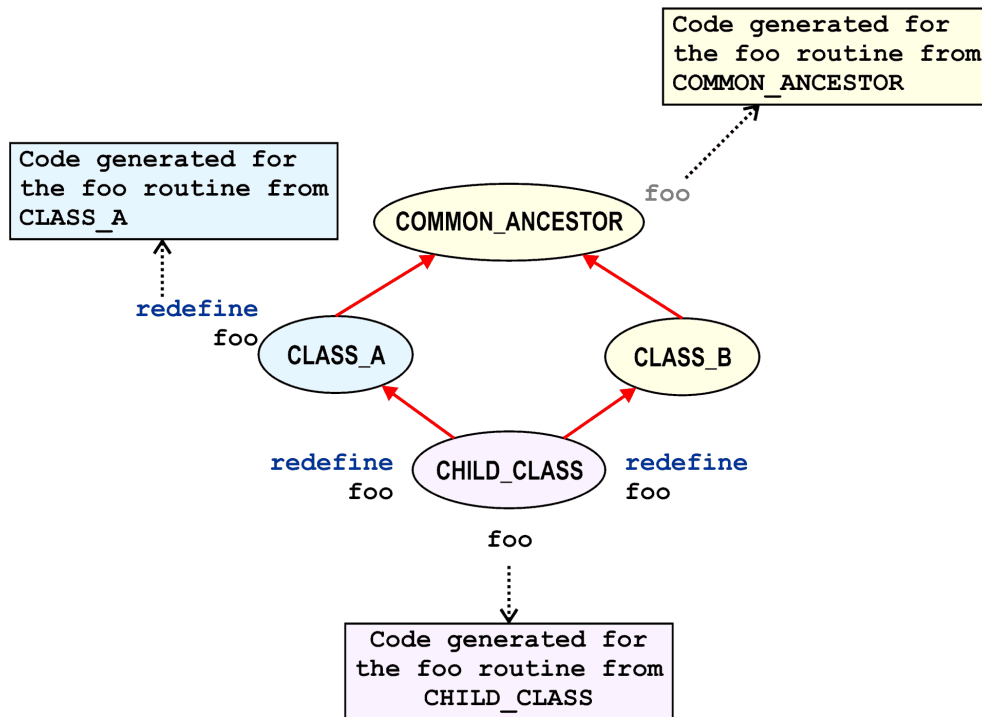 Code generated for
the foo routine from
COMMON_ANCESTOR
Code generated for
the foo routine from
CLASS_A
foo
COMMON_ANCESTOR
redefine
foo
CLASS_A
CLASS_B
redefine
foo
CHILD_CLASS
redefine
foo
foo
Code generated for
the foo routine from
CHILD_CLASS